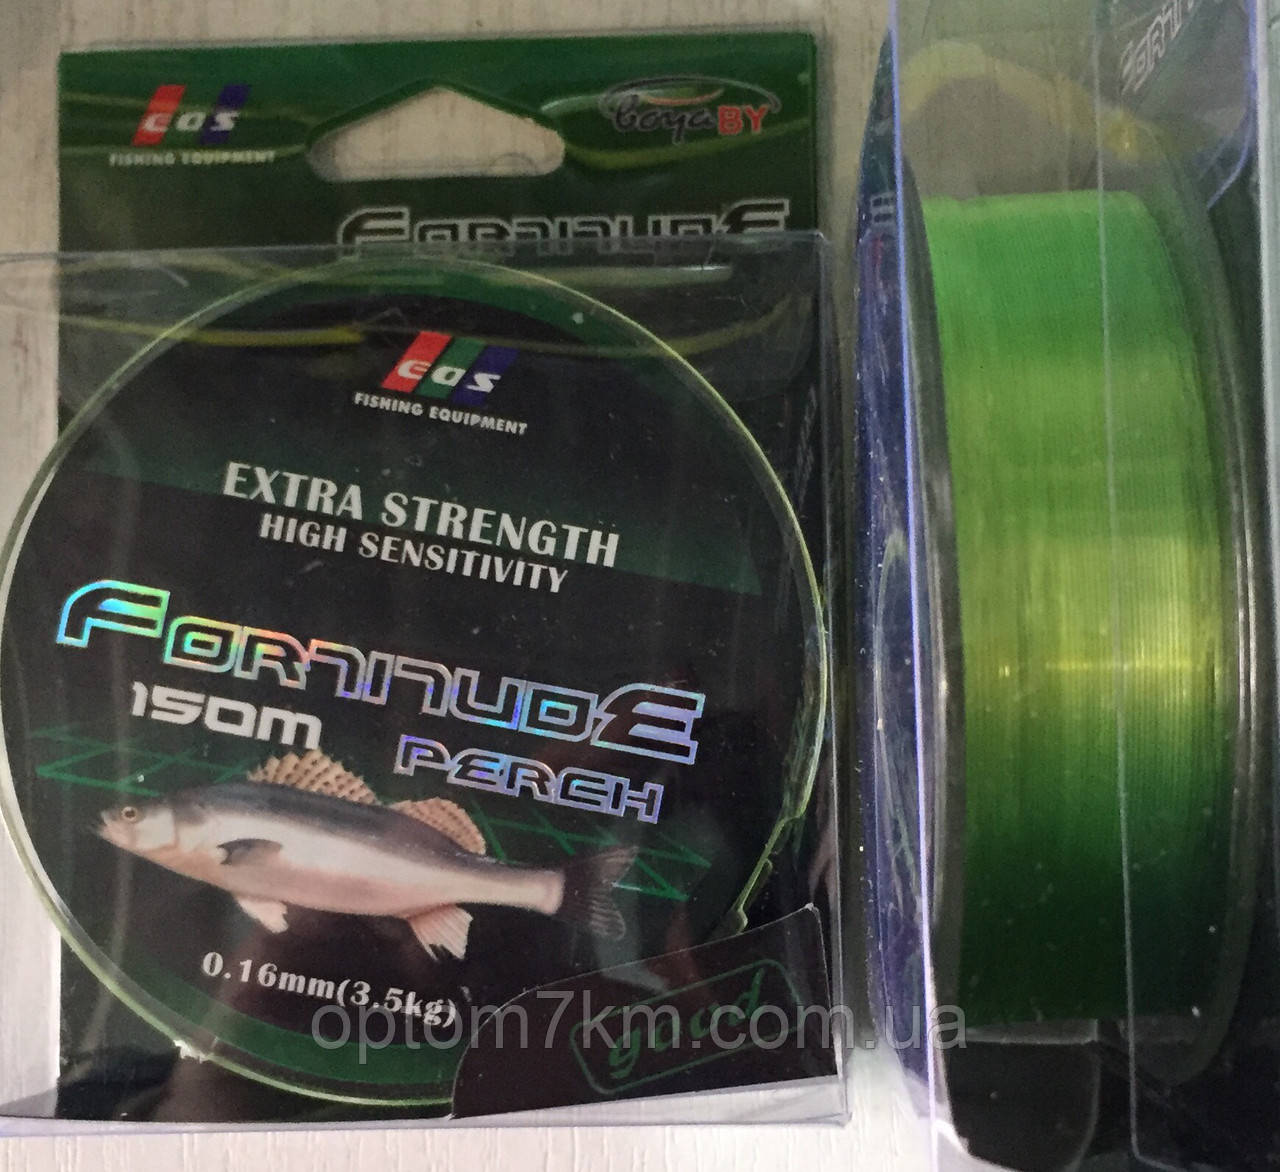 EOS
FISHING EQUIPMENT
boyaBY
FORTITUDE
EOS
FISHING EQUIPMENT
EXTRA STRENGTH
HIGH SENSITIVITY
FORTITUDE
150M
PERCH
0.16mm(3.5kg)
good
optom7km.com.ua